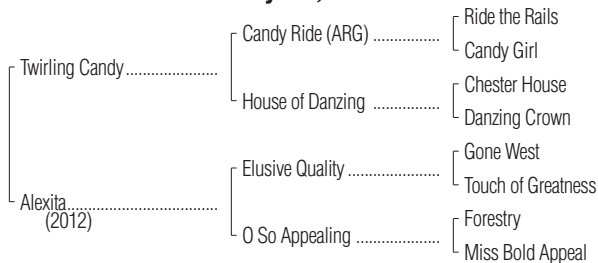 Ride the Rails
Candy Ride (ARG) ................
Candy Girl
Twirling Candy ......................
Chester House
House of Danzing ................
Danzing Crown
Gone West
Elusive Quality ......................
Touch of Greatness
Alexita....................................
(2012)
Forestry
O So Appealing ....................
Miss Bold Appeal